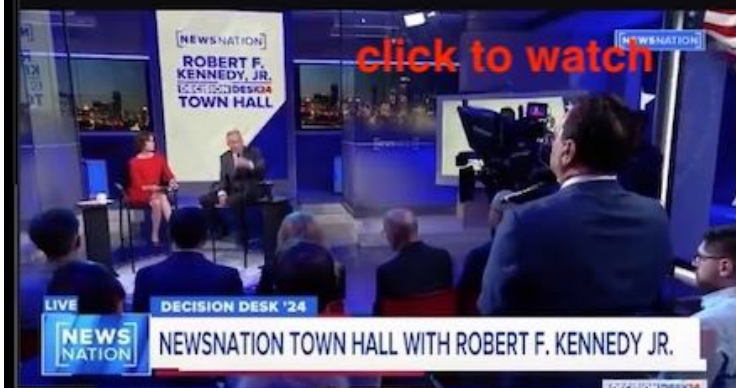 [NEWSNATION]
ROBERT F.
KENNEDY, JR.
DECISION DESK24
TOWN HALL
click to watch
NEWSNATION
LIVE
DECISION DESK '24
NEWS
NATION
NEWSNATION TOWN HALL WITH ROBERT F. KENNEDY JR.